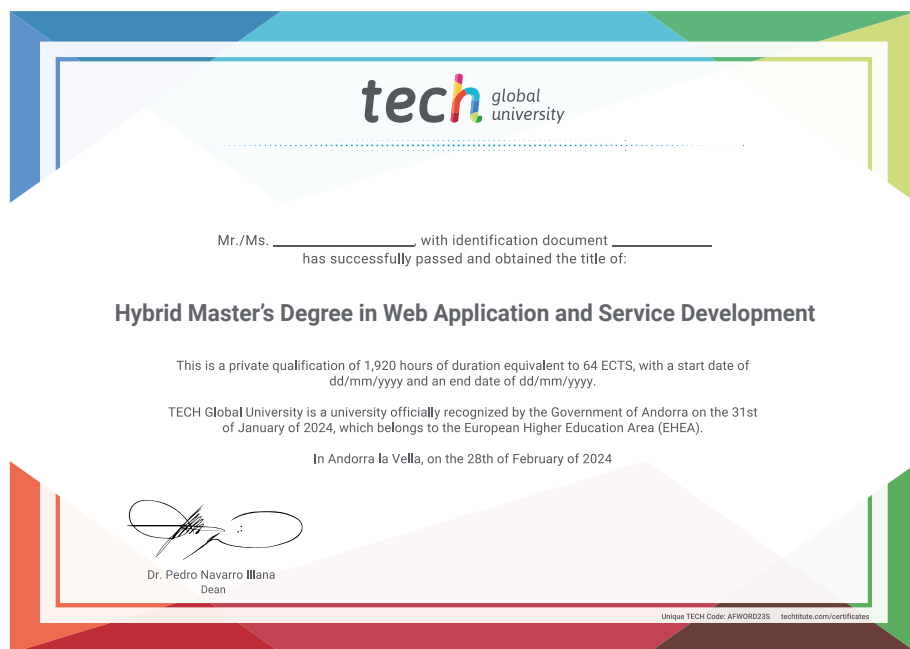 tech global
university
Mr./Ms. ____________, with identification document ____________
has successfully passed and obtained the title of:
Hybrid Master’s Degree in Web Application and Service Development
This is a private qualification of 1,920 hours of duration equivalent to 64 ECTS, with a start date of
dd/mm/yyyy and an end date of dd/mm/yyyy.
TECH Global University is a university officially recognized by the Government of Andorra on the 31st
of January of 2024, which belongs to the European Higher Education Area (EHEA).
In Andorra la Vella, on the 28th of February of 2024
Dr. Pedro Navarro Illana
Dean
Unique TECH Code: AFWORD23S techtitute.com/certificates